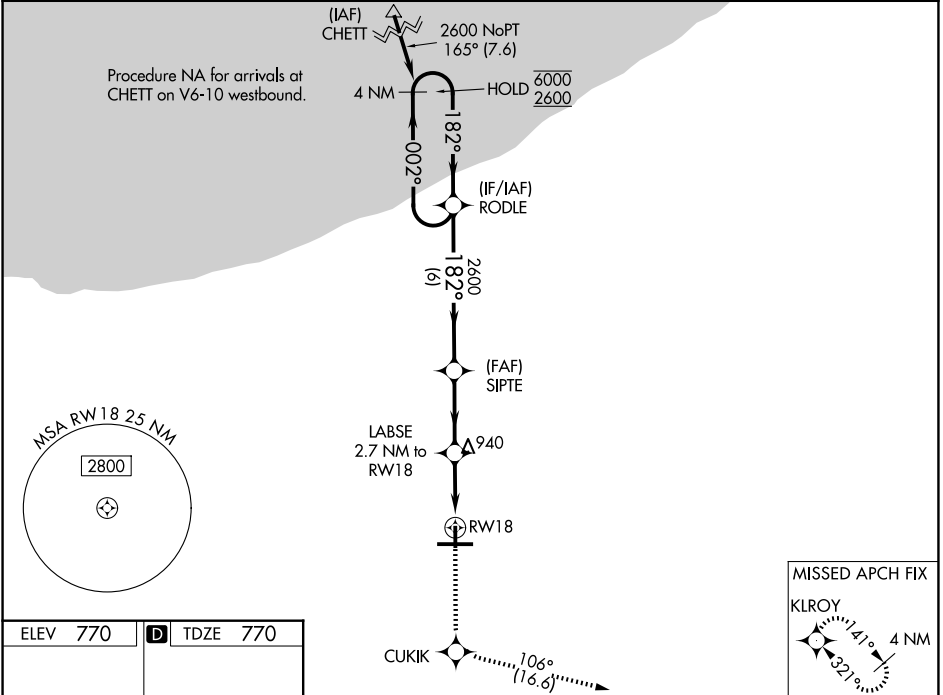 (IAF)
CHETT
2600 NoPT
165° (7.6)
Procedure NA for arrivals at
CHETT on V6-10 westbound.
4 NM
HOLD
6000
2600
182°
002°
(IF/IAF)
RODLE
2600
182°
(6)
(FAF)
SIPTE
LABSE
2.7 NM to
RW18
940
MSA RW18 25 NM
2800
RW18
MISSED APCH FIX
KLROY
141°
4 NM
321°
ELEV 770
D TDZE 770
CUKIK
106°
(16.6)